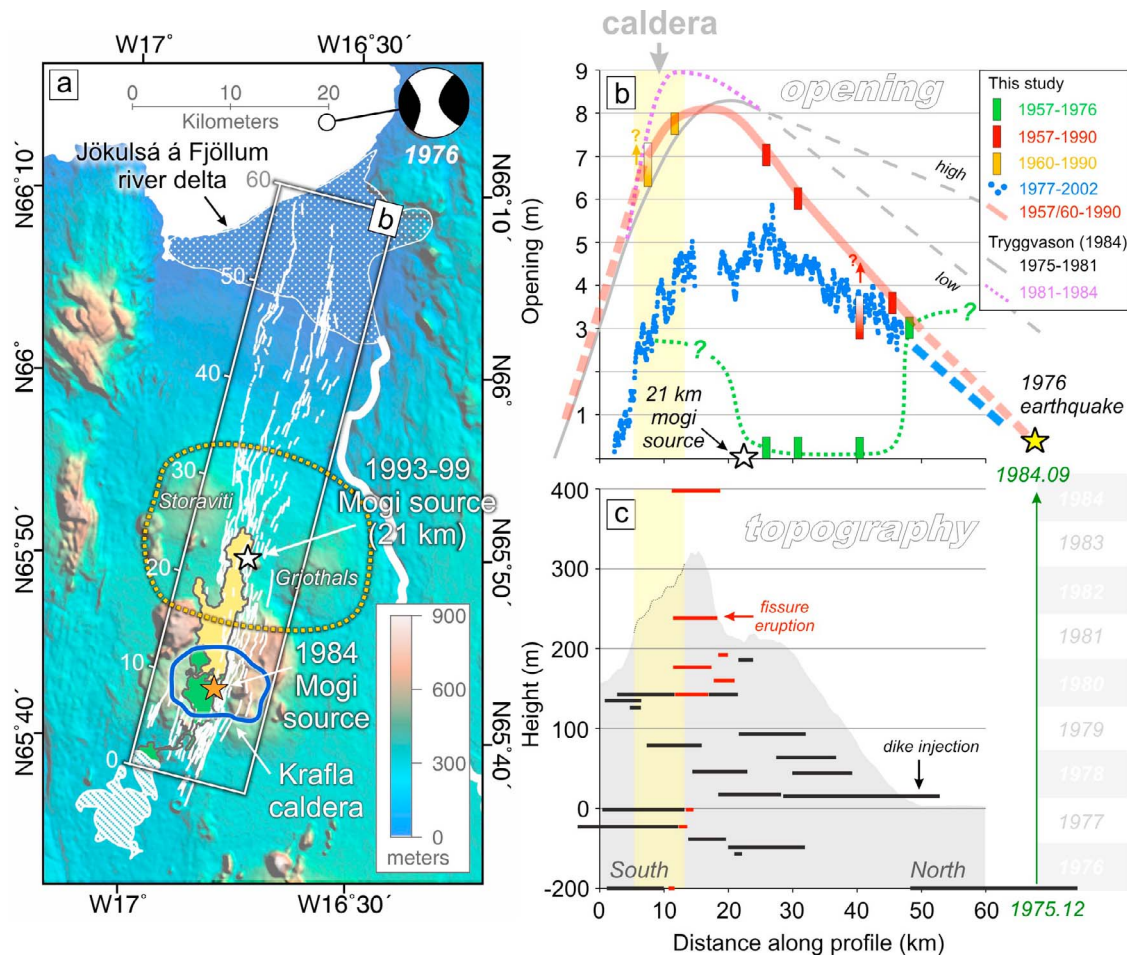 W17°
W16°30´
a
0
10
20
Kilometers
1976
Jökulsá á Fjöllum
river delta
60
b
50
40
30
20
10
0
N66°10´
N66°
N65°50´
N65°40´
N66°10´
N66°
N65°50´
N65°40´
Storaviti
1993-99
Mogi source
(21 km)
Grjothals
1984
Mogi
source
Krafla
caldera
900
600
300
0
meters
W17°
W16°30´
caldera
b
opening
Opening (m)
9
8
7
6
5
4
3
2
1
?
?
?
?
high
low
21 km
mogi
source
1976
earthquake
This study
1957-1976
1957-1990
1960-1990
1977-2002
1957/60-1990
Tryggvason (1984)
1975-1981
1981-1984
c
topography
Height (m)
400
300
200
100
0
-100
-200
fissure
eruption
dike injection
South
North
1984.09
1984
1983
1982
1981
1980
1979
1978
1977
1976
1975.12
0
10
20
30
40
50
60
Distance along profile (km)